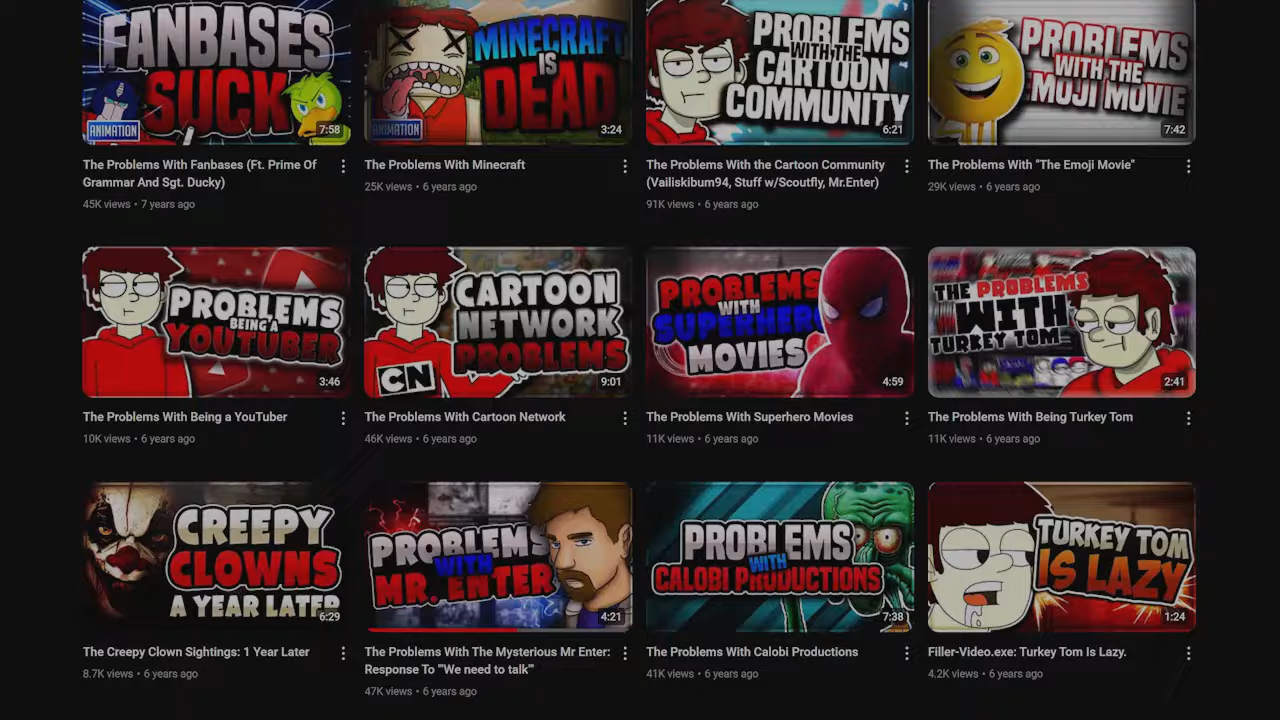 FANBASES
SUCK
ANIMATION
7:58
MINECRAFT
IS
DEAD
ANIMATION
3:24
PROBLEMS
WITH THE
CARTOON
COMMUNITY
6:21
PROBLEMS
WITH THE
EMOJI MOVIE
7:42
The Problems With Fanbases (Ft. Prime Of
Grammar And Sgt. Ducky)
45K views • 7 years ago
The Problems With Minecraft
25K views • 6 years ago
The Problems With the Cartoon Community
(Vailiskibum94, Stuff w/Scoutfly, Mr.Enter)
91K views • 6 years ago
The Problems With "The Emoji Movie"
29K views • 6 years ago
PROBLEMS
BEING A
YOUTUBER
3:46
CARTOON
NETWORK
PROBLEMS
CN
9:01
PROBLEMS
WITH
SUPERHERO
MOVIES
4:59
THE PROBLEMS
WITH
TURKEY TOM
2:41
The Problems With Being a YouTuber
10K views • 6 years ago
The Problems With Cartoon Network
46K views • 6 years ago
The Problems With Superhero Movies
11K views • 6 years ago
The Problems With Being Turkey Tom
11K views • 6 years ago
CREEPY
CLOWNS
A YEAR LATER
6:29
PROBLEMS
WITH
MR. ENTER
4:21
PROBLEMS
WITH
CALOBI PRODUCTIONS
7:38
TURKEY TOM
IS LAZY
1:24
The Creepy Clown Sightings: 1 Year Later
8.7K views • 6 years ago
The Problems With The Mysterious Mr Enter:
Response To "'We need to talk'"
47K views • 6 years ago
The Problems With Calobi Productions
41K views • 6 years ago
Filler-Video.exe: Turkey Tom Is Lazy.
4.2K views • 6 years ago